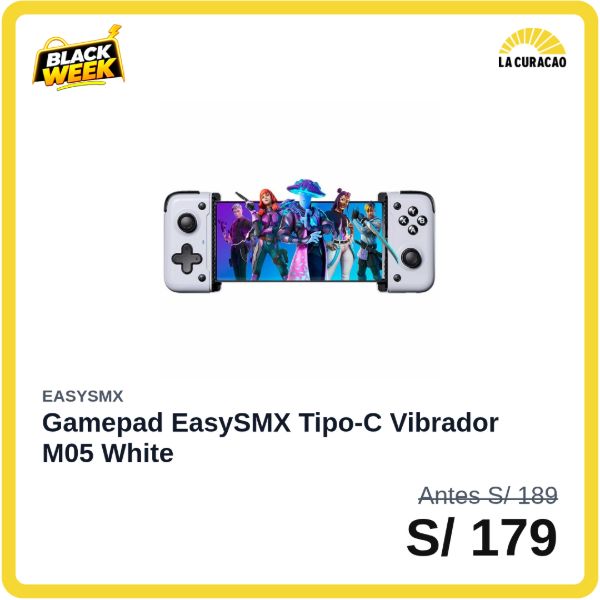 BLACK
WEEK
LA CURACAO
EASYSMX
Gamepad EasySMX Tipo-C Vibrador
M05 White
Antes S/ 189
S/ 179